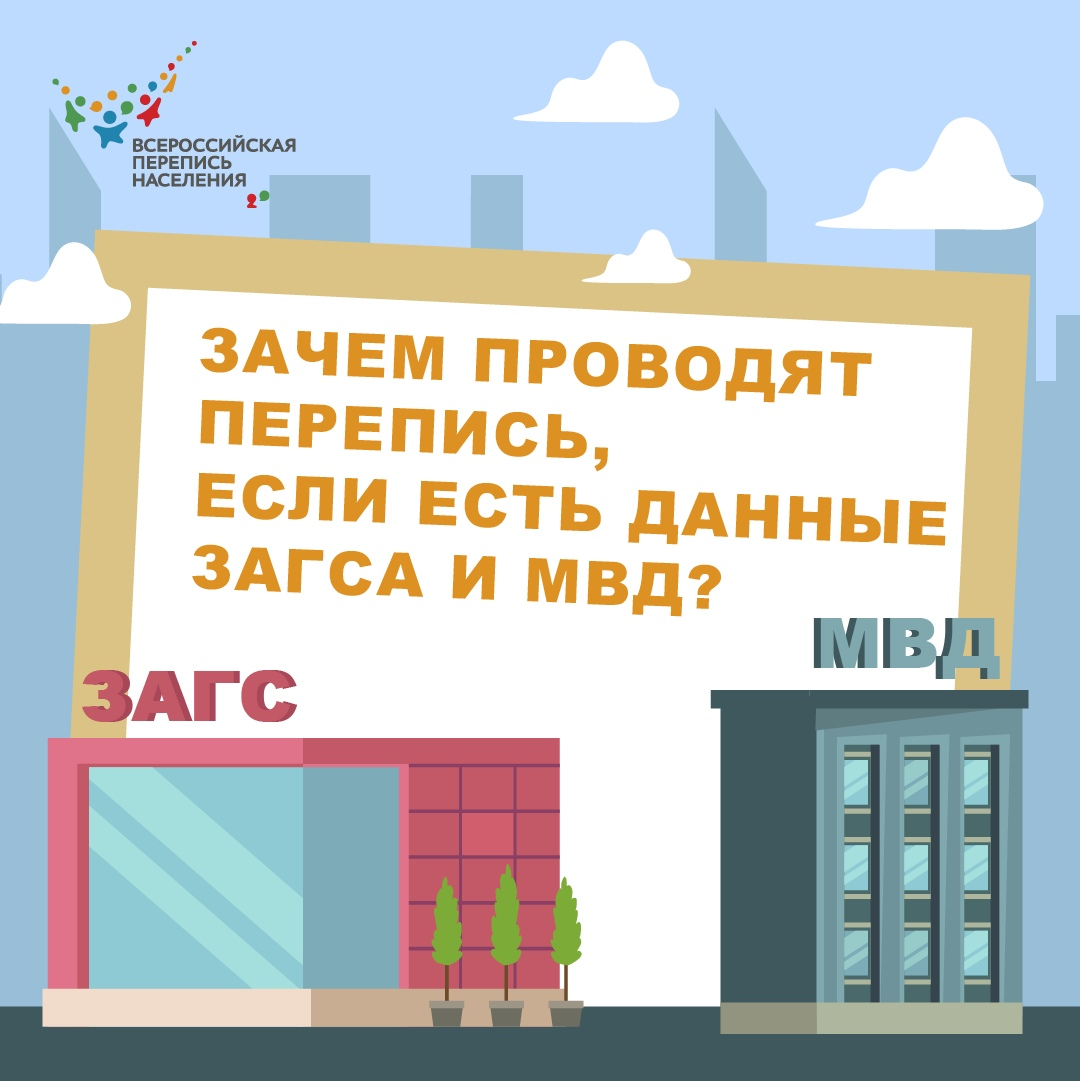 ВСЕРОССИЙСКАЯ
ПЕРЕПИСЬ
НАСЕЛЕНИЯ
ЗАЧЕМ ПРОВОДЯТ
ПЕРЕПИСЬ,
ЕСЛИ ЕСТЬ ДАННЫЕ
ЗАГСА И МВД?
МВД
ЗАГС